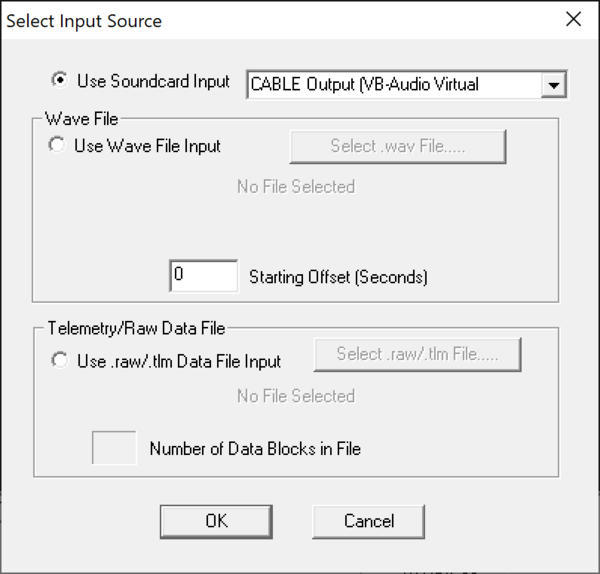 Select Input Source
Use Soundcard Input CABLE Output (VB-Audio Virtual
Wave File
Use Wave File Input Select .wav File.....
No File Selected
0 Starting Offset (Seconds)
Telemetry/Raw Data File
Use .raw/.tlm Data File Input Select .raw/.tlm File.....
No File Selected
Number of Data Blocks in File
OK Cancel